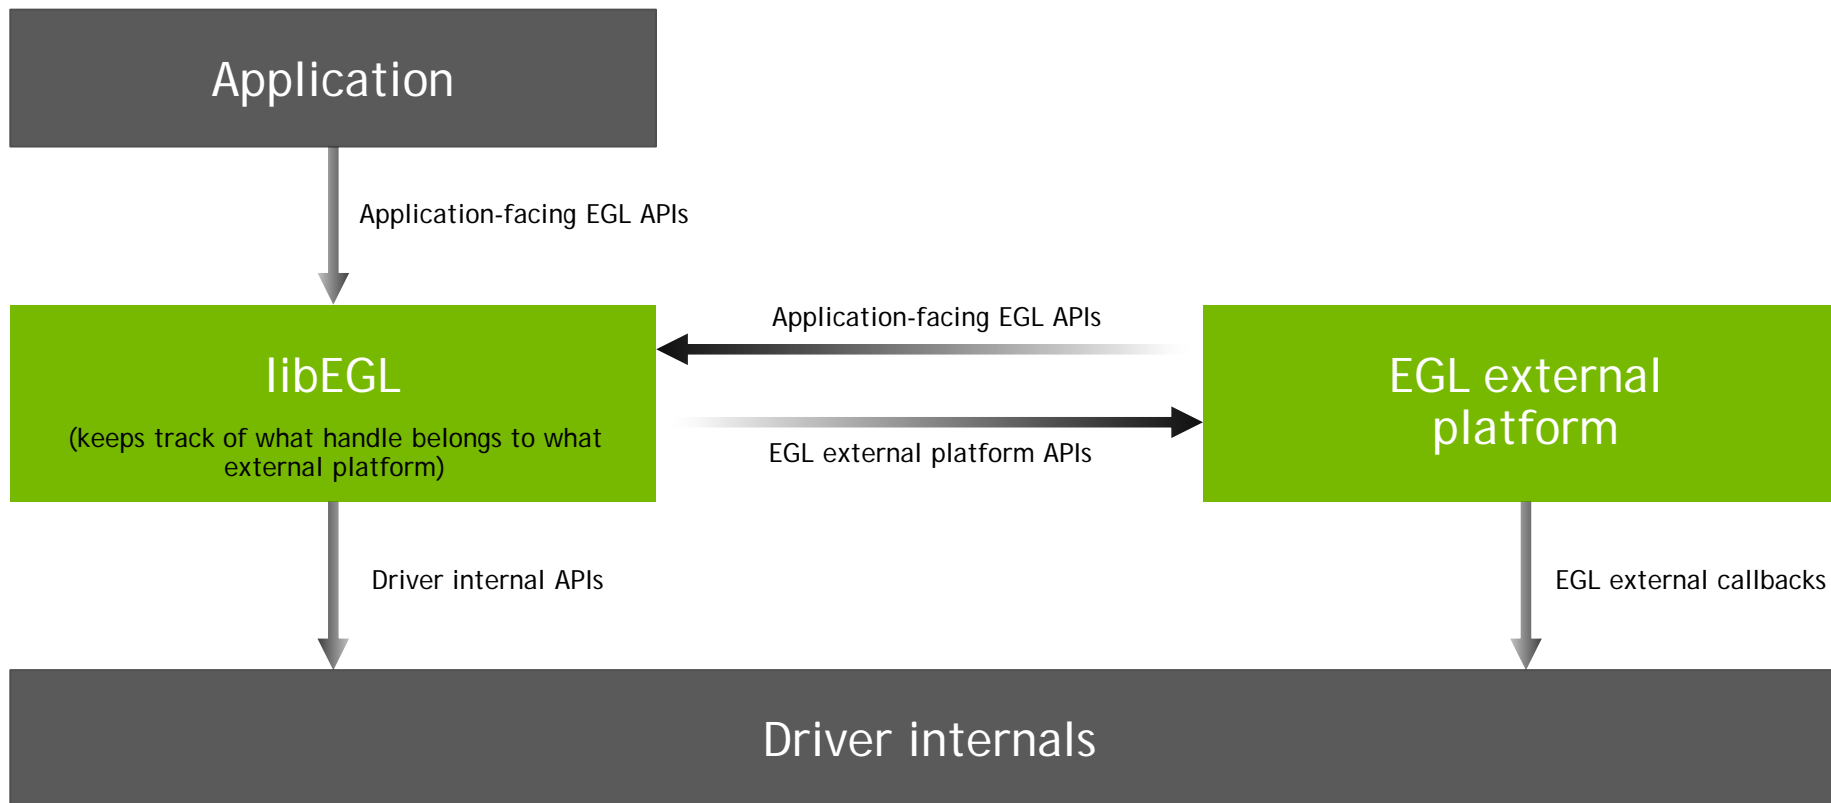 Application
Application-facing EGL APIs
Application-facing EGL APIs
libEGL
(keeps track of what handle belongs to what
external platform)
EGL external
platform
EGL external platform APIs
Driver internal APIs
EGL external callbacks
Driver internals